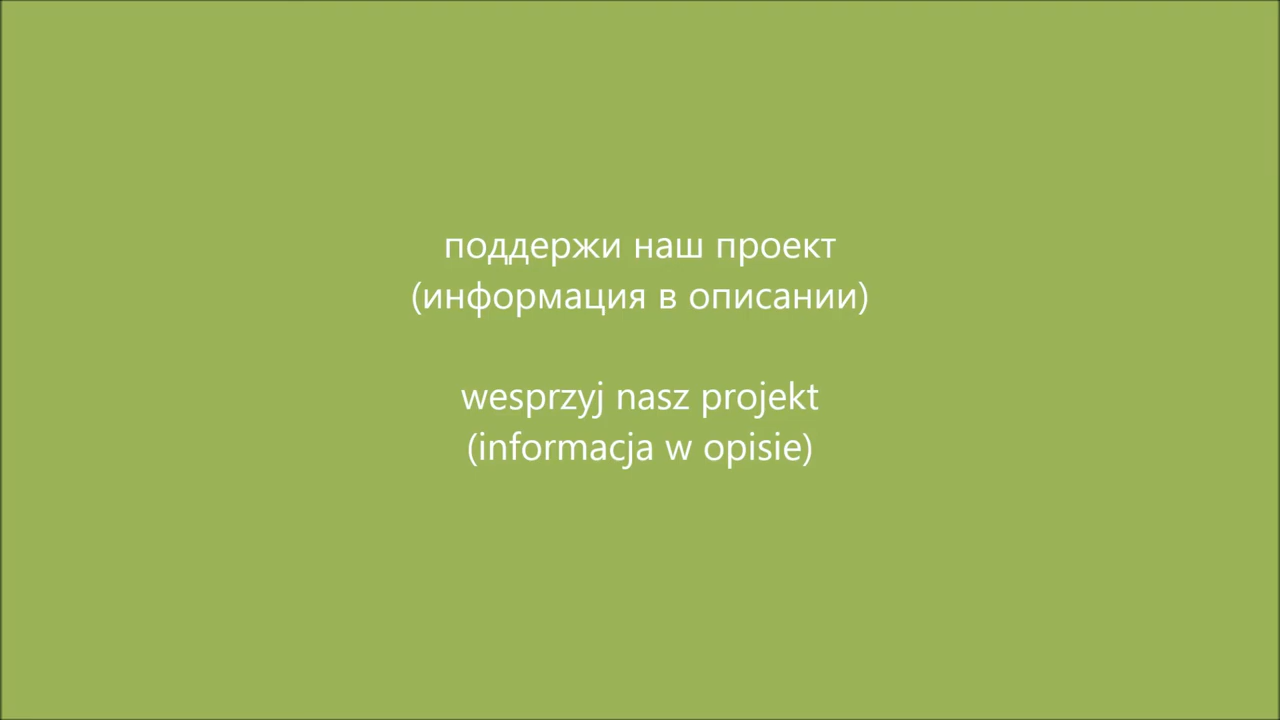 поддержи наш проект
(информация в описании)
wesprzyj nasz projekt
(informacja w opisie)